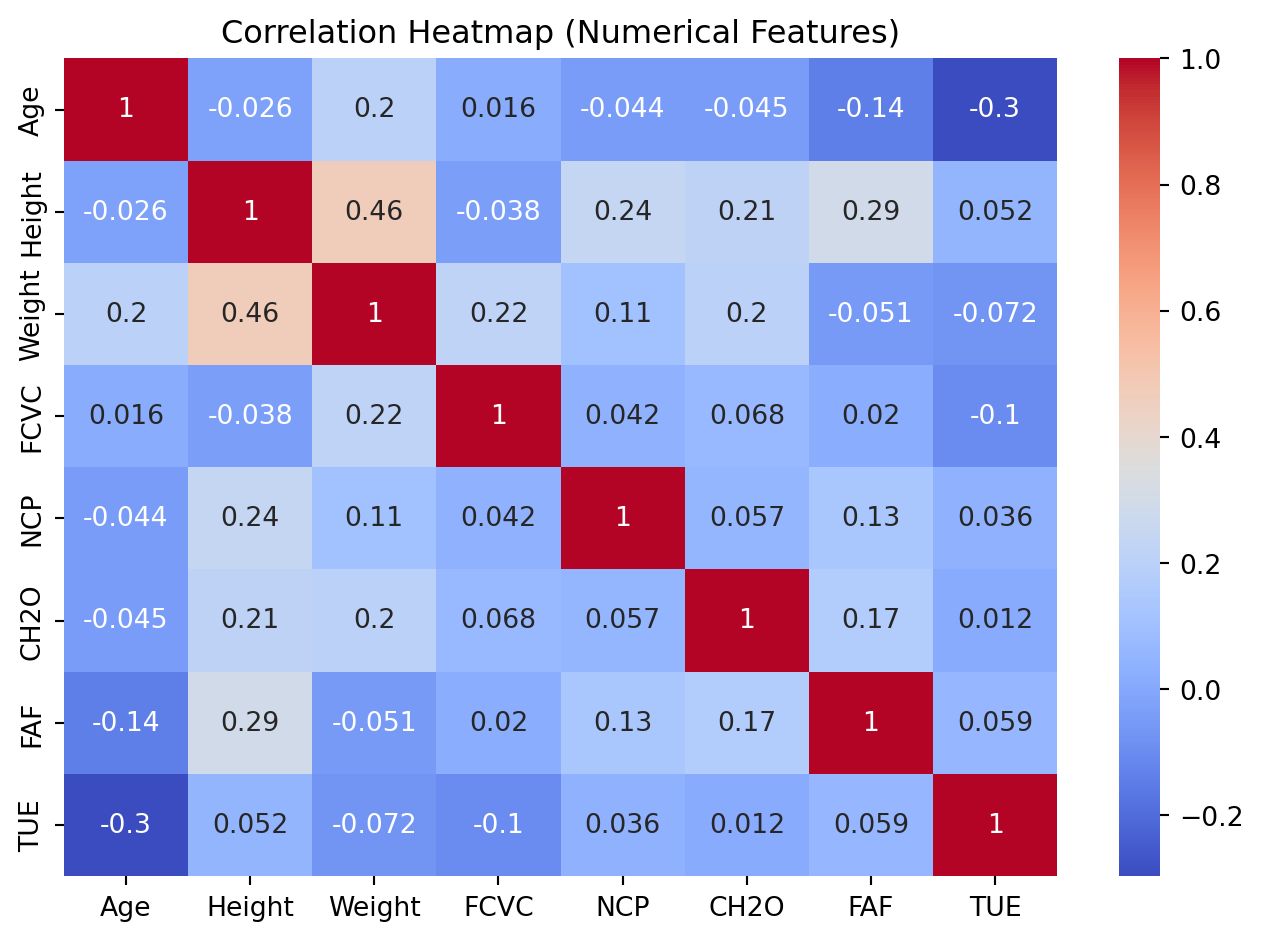 Correlation Heatmap (Numerical Features)
Age 1 -0.026 0.2 0.016 -0.044 -0.045 -0.14 -0.3
Height -0.026 1 0.46 -0.038 0.24 0.21 0.29 0.052
Weight 0.2 0.46 1 0.22 0.11 0.2 -0.051 -0.072
FCVC 0.016 -0.038 0.22 1 0.042 0.068 0.02 -0.1
NCP -0.044 0.24 0.11 0.042 1 0.057 0.13 0.036
CH2O -0.045 0.21 0.2 0.068 0.057 1 0.17 0.012
FAF -0.14 0.29 -0.051 0.02 0.13 0.17 1 0.059
TUE -0.3 0.052 -0.072 -0.1 0.036 0.012 0.059 1
Age Height Weight FCVC NCP CH2O FAF TUE
1.0
0.8
0.6
0.4
0.2
0.0
−0.2